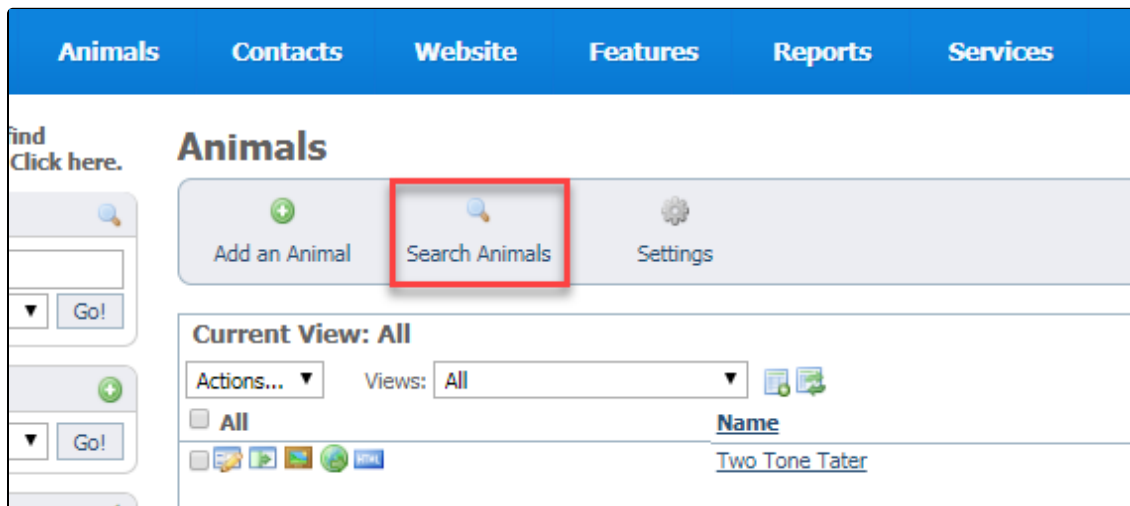 Animals Contacts Website Features Reports Services
find
Click here.
Animals
Add an Animal Search Animals Settings
Go!
Current View: All
Actions... Views: All
All Name
Go!
HTML Two Tone Tater